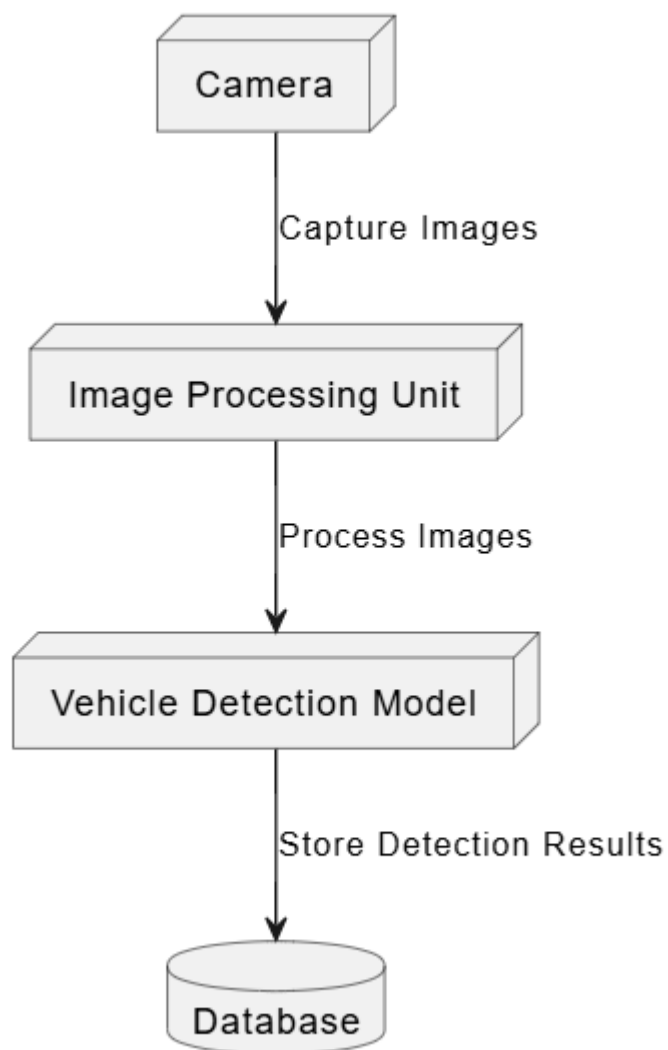 Camera
Capture Images
Image Processing Unit
Process Images
Vehicle Detection Model
Store Detection Results
Database